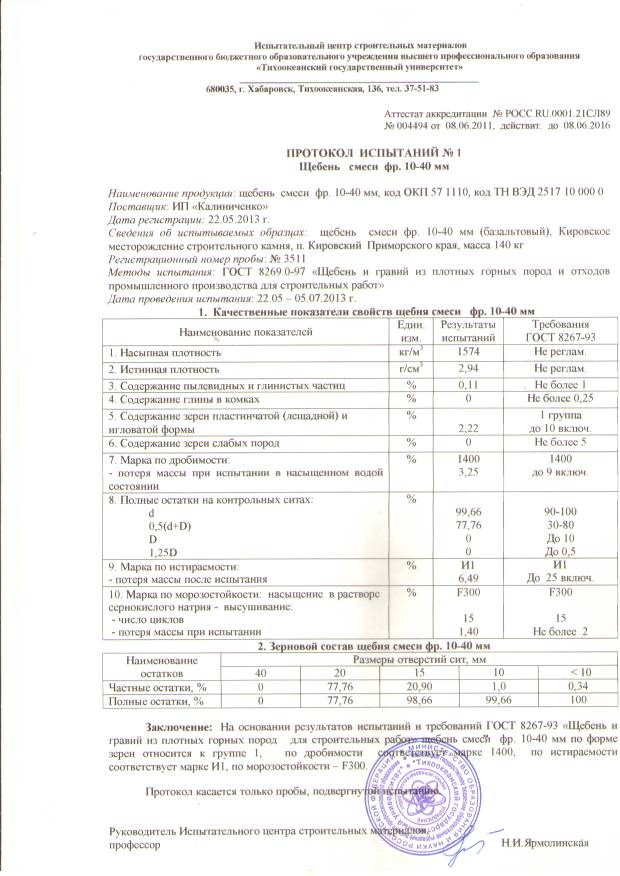 Испытательный центр строительных материалов
государственного бюджетного образовательного учреждения высшего профессионального образования
«Тихоокеанский государственный университет»
680035, г. Хабаровск, Тихоокеанская, 136, тел. 37-51-83
Аттестат аккредитации № РОСС RU.0001.21СЛ89
№ 004494 от 08.06.2011, действит. до 08.06.2016
ПРОТОКОЛ ИСПЫТАНИЙ № 1
Щебень смеси фр. 10-40 мм
Наименование продукции: щебень смеси фр. 10-40 мм, код ОКП 57 1110, код ТН ВЭД 2517 10 000 0
Поставщик: ИП «Калиниченко»
Дата регистрации: 22.05.2013 г.
Сведения об испытываемых образцах: щебень смеси фр. 10-40 мм (базальтовый), Кировское
месторождение строительного камня, п. Кировский Приморского края, масса 140 кг
Регистрационный номер пробы: № 3511
Методы испытания: ГОСТ 8269.0-97 «Щебень и гравий из плотных горных пород и отходов
промышленного производства для строительных работ»
Дата проведения испытания: 22.05 – 05.07.2013 г.
1. Качественные показатели свойств щебня смеси фр. 10-40 мм
Наименование показателей Един. изм. Результаты испытаний Требования ГОСТ 8267-93
1. Насыпная плотность кг/м³ 1574 Не реглам.
2. Истинная плотность г/см³ 2,94 Не реглам.
3. Содержание пылевидных и глинистых частиц % 0,11 Не более 1
4. Содержание глины в комках % 0 Не более 0,25
5. Содержание зерен пластинчатой (лещадной) и % 1 группа
игловатой формы 2,22 до 10 включ.
6. Содержание зерен слабых пород % 0 Не более 5
7. Марка по дробимости: % 1400 1400
- потеря массы при испытании в насыщенном водой 3,25 до 9 включ.
состоянии
8. Полные остатки на контрольных ситах: %
d 99,66 90-100
0,5(d+D) 77,76 30-80
D 0 До 10
1,25D 0 До 0,5
9. Марка по истираемости: % И1 И1
- потеря массы после испытания 6,49 До 25 включ.
10. Марка по морозостойкости: насыщение в растворе % F300 F300
сернокислого натрия - высушивание:
- число циклов 15 15
- потеря массы при испытании 1,40 Не более 2
2. Зерновой состав щебня смеси фр. 10-40 мм
Наименование остатков Размеры отверстий сит, мм
40 20 15 10 < 10
Частные остатки, % 0 77,76 20,90 1,0 0,34
Полные остатки, % 0 77,76 98,66 99,66 100
Заключение: На основании результатов испытаний и требований ГОСТ 8267-93 «Щебень и
гравий из плотных горных пород для строительных работ» щебень смеси фр. 10-40 мм по форме
зерен относится к группе 1, по дробимости соответствует марке 1400, по истираемости
соответствует марке И1, по морозостойкости – F300.
Протокол касается только пробы, подвергнутой испытанию.
Руководитель Испытательного центра строительных материалов,
профессор Н.И.Ярмолинская